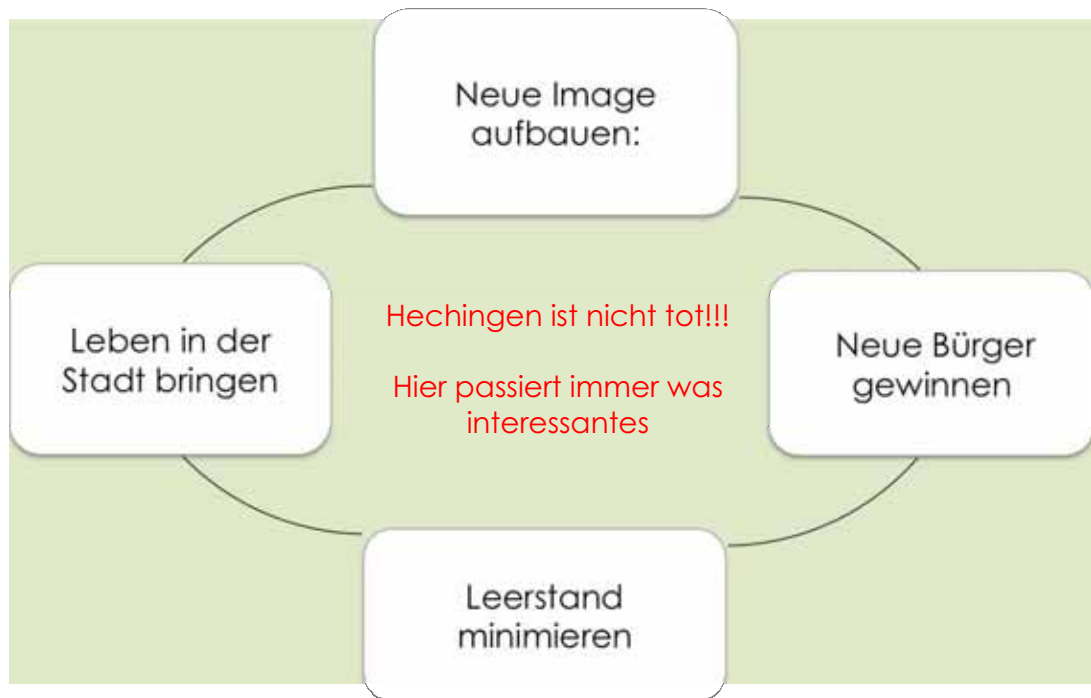 Neue Image
aufbauen:
Leben in der
Stadt bringen
Hechingen ist nicht tot!!!
Hier passiert immer was
interessantes
Neue Bürger
gewinnen
Leerstand
minimieren